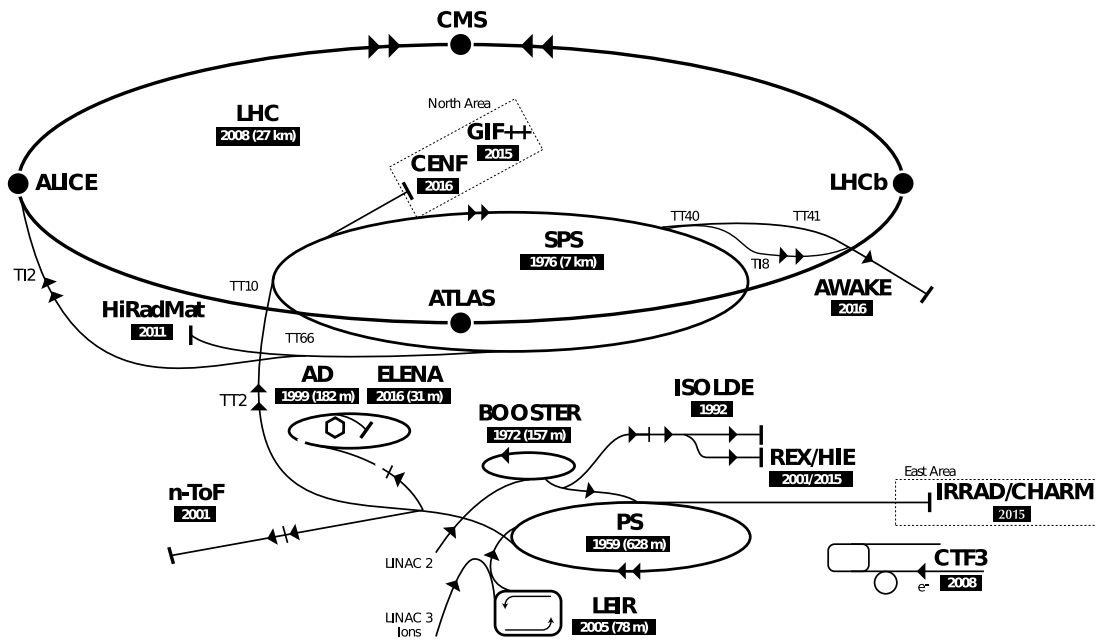 CMS
LHC
2008 (27 km)
North Area
GIF++
2015
CENF
2016
ALICE
LHCb
TT40
TT41
SPS
1976 (7 km)
TI8
TI2
TT10
ATLAS
AWAKE
2016
HiRadMat
2011
TT66
AD
1999 (182 m)
ELENA
2016 (31 m)
TT2
BOOSTER
1972 (157 m)
ISOLDE
1992
REX/HIE
2001/2015
East Area
IRRAD/CHARM
2015
n-ToF
2001
PS
1959 (628 m)
LINAC 2
CTF3
2008
e-
LINAC 3
Ions
LEIR
2005 (78 m)